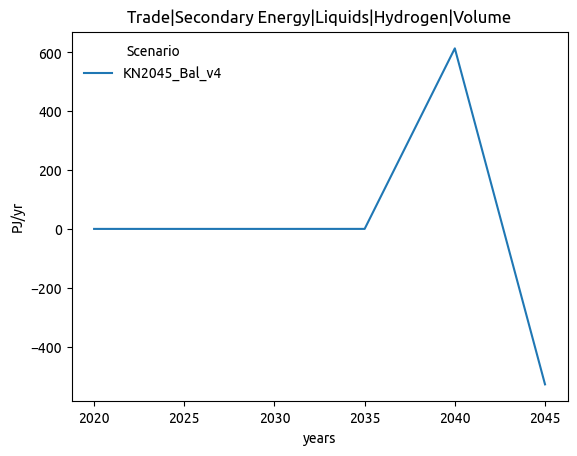 Trade|Secondary Energy|Liquids|Hydrogen|Volume
Scenario
KN2045_Bal_v4
PJ/yr
600
400
200
0
−200
−400
2020 2025 2030 2035 2040 2045
years